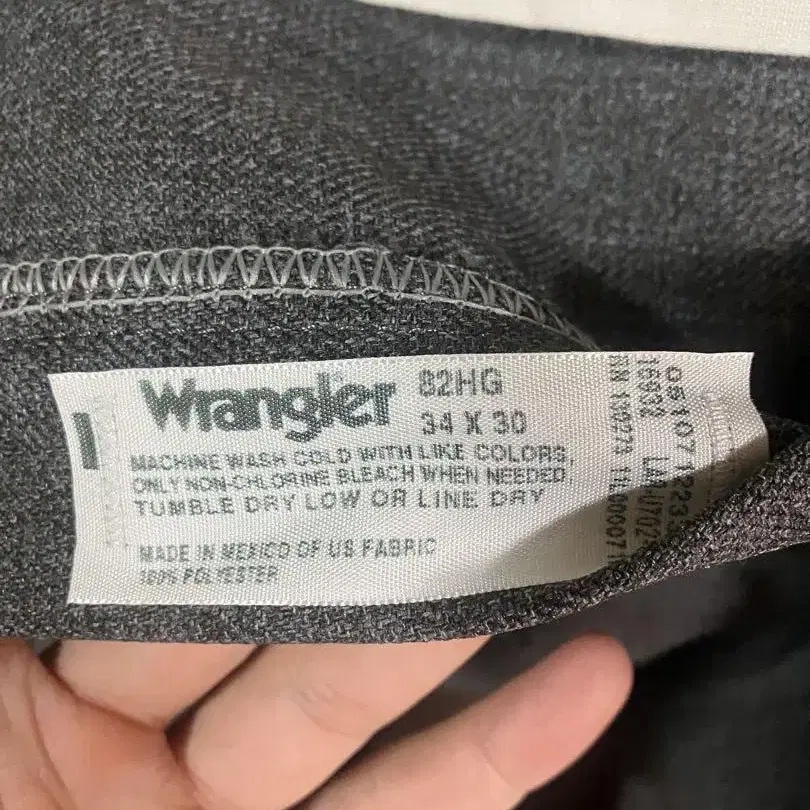 Wrangler
82HG
34 X 30
MACHINE WASH COLD WITH LIKE COLORS,
ONLY NON-CHLORINE BLEACH WHEN NEEDED
TUMBLE DRY LOW OR LINE DRY
MADE IN MEXICO OF US FABRIC
100% POLYESTER
16932